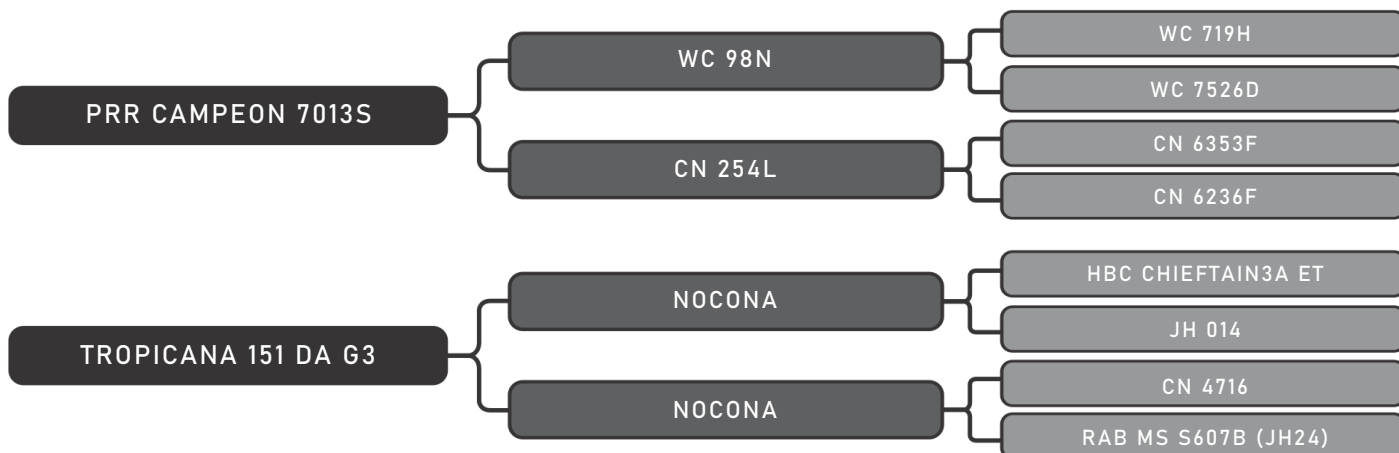 PRR CAMPEON 7013S
WC 98N
WC 719H
WC 7526D
CN 254L
CN 6353F
CN 6236F
TROPICANA 151 DA G3
NOCONA
HBC CHIEFTAIN3A ET
JH 014
NOCONA
CN 4716
RAB MS S607B (JH24)